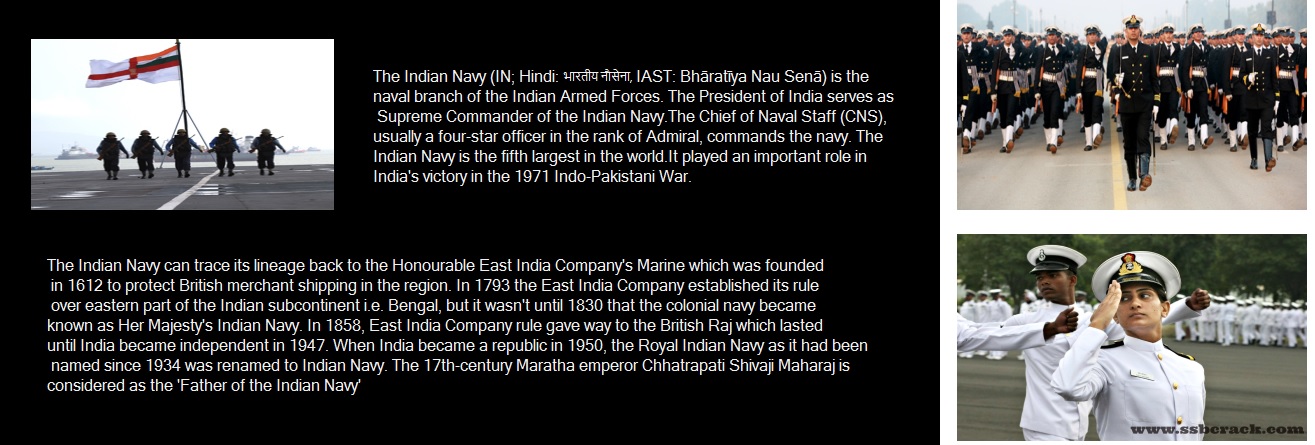 The Indian Navy (IN; Hindi: भारतीय नौसेना, IAST: Bhāratīya Nau Senā) is the
naval branch of the Indian Armed Forces. The President of India serves as
Supreme Commander of the Indian Navy.The Chief of Naval Staff (CNS),
usually a four-star officer in the rank of Admiral, commands the navy. The
Indian Navy is the fifth largest in the world.It played an important role in
India's victory in the 1971 Indo-Pakistani War.
The Indian Navy can trace its lineage back to the Honourable East India Company's Marine which was founded
in 1612 to protect British merchant shipping in the region. In 1793 the East India Company established its rule
over eastern part of the Indian subcontinent i.e. Bengal, but it wasn't until 1830 that the colonial navy became
known as Her Majesty's Indian Navy. In 1858, East India Company rule gave way to the British Raj which lasted
until India became independent in 1947. When India became a republic in 1950, the Royal Indian Navy as it had been
named since 1934 was renamed to Indian Navy. The 17th-century Maratha emperor Chhatrapati Shivaji Maharaj is
considered as the 'Father of the Indian Navy'
www.ssbcrack.com